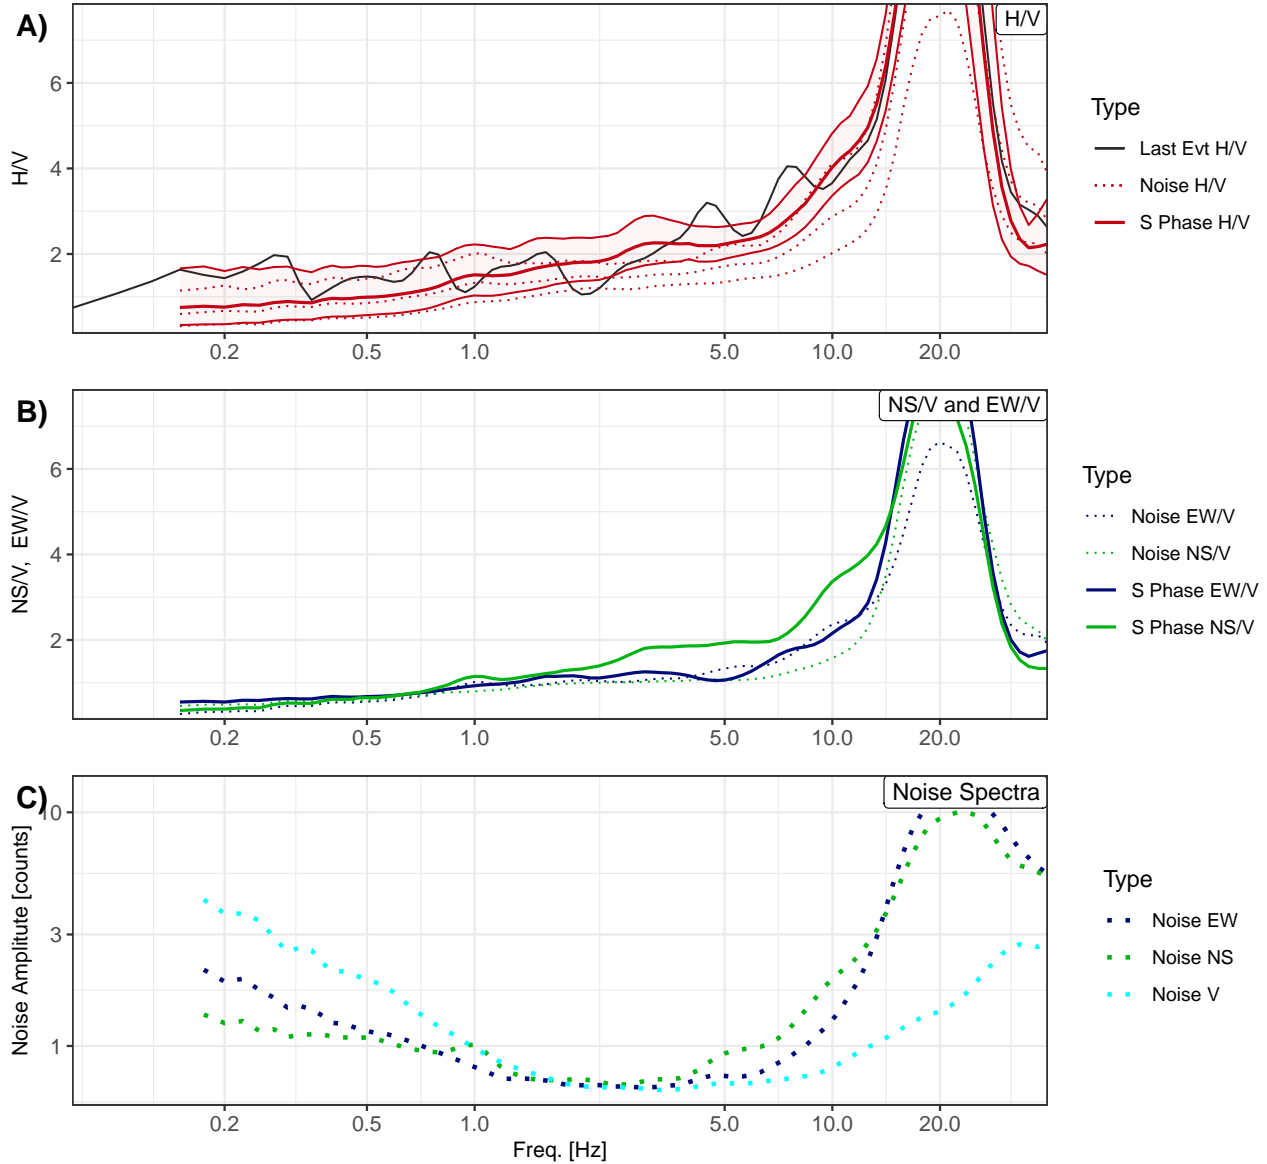 A)
H/V
H/V
6
4
2
0.2 0.5 1.0 5.0 10.0 20.0
Type
Last Evt H/V
Noise H/V
S Phase H/V
B)
NS/V and EW/V
NS/V, EW/V
6
4
2
0.2 0.5 1.0 5.0 10.0 20.0
Type
Noise EW/V
Noise NS/V
S Phase EW/V
S Phase NS/V
C)
Noise Spectra
Noise Amplitute [counts]
10
3
1
0.2 0.5 1.0 5.0 10.0 20.0
Freq. [Hz]
Type
Noise EW
Noise NS
Noise V